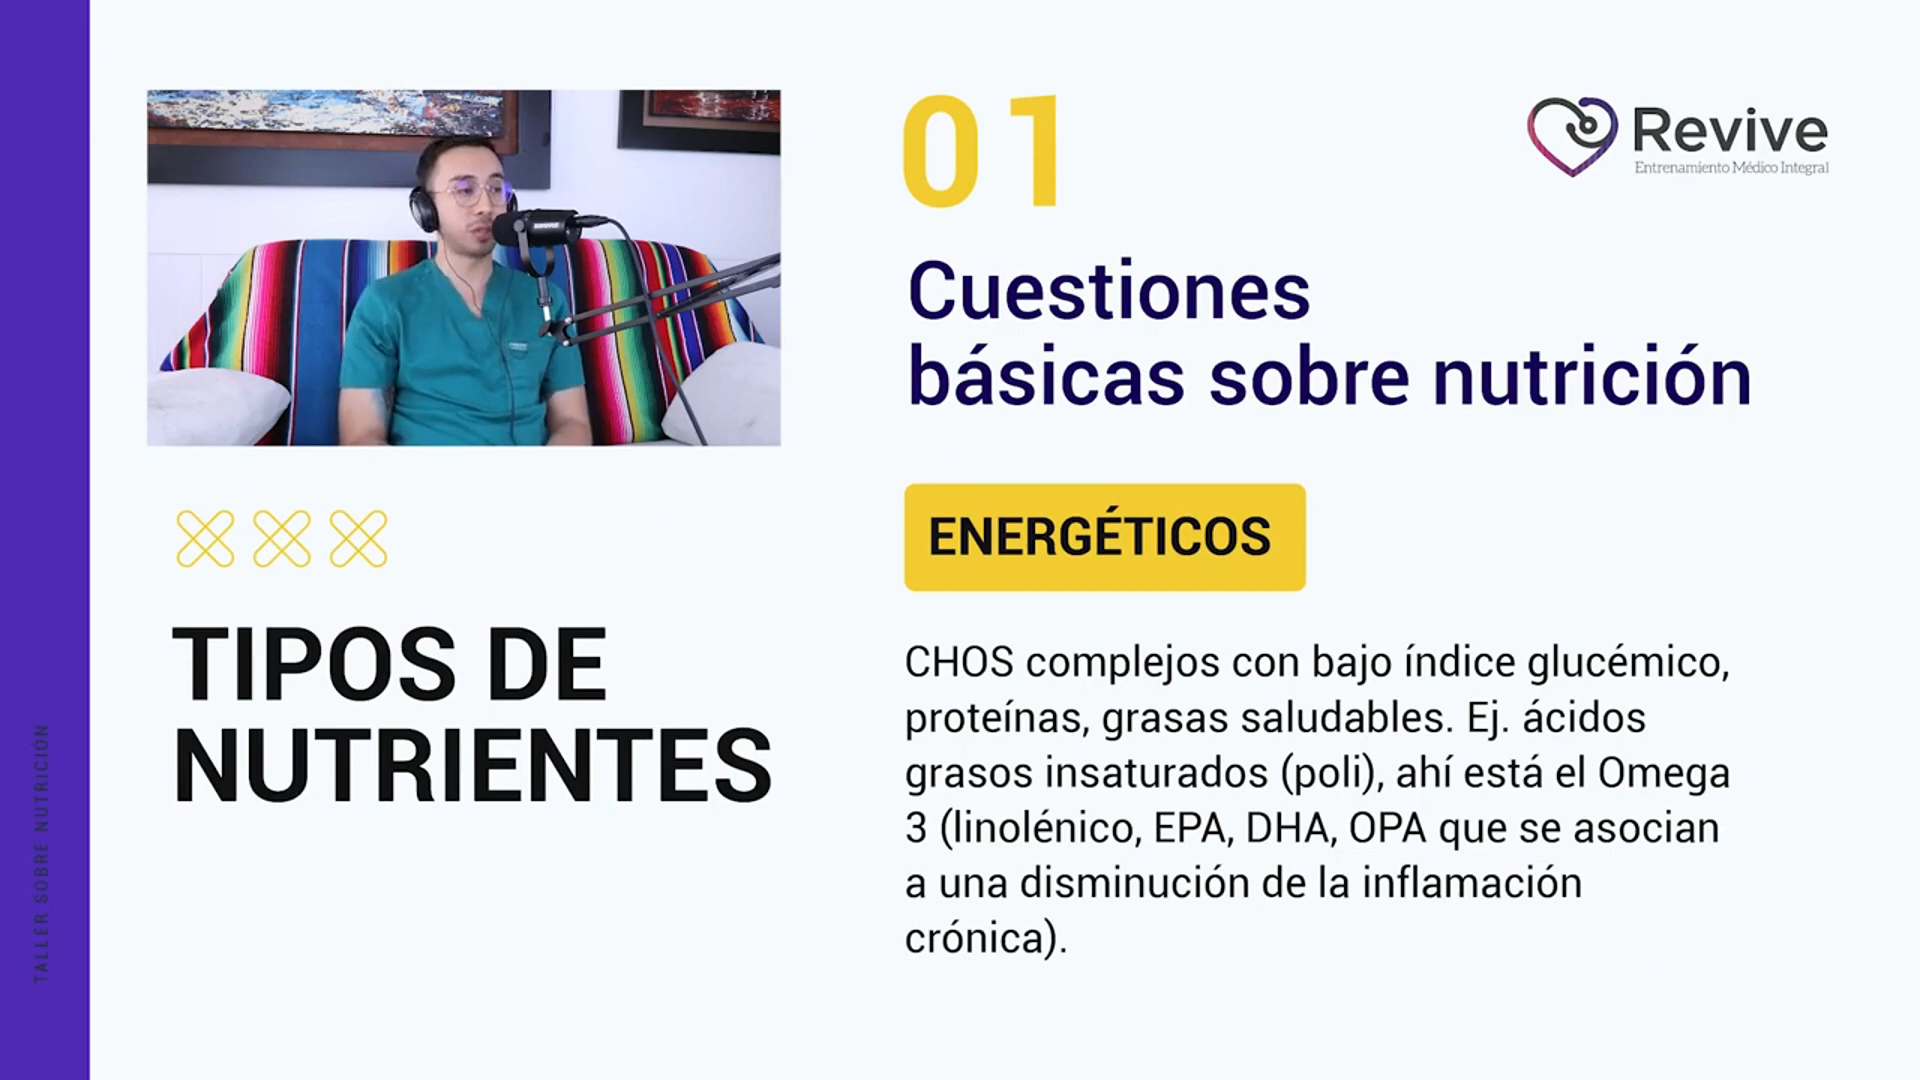 01
Revive
Entrenamiento Médico Integral
Cuestiones
básicas sobre nutrición
ENERGÉTICOS
TIPOS DE
NUTRIENTES
CHOS complejos con bajo índice glucémico,
proteínas, grasas saludables. Ej. ácidos
grasos insaturados (poli), ahí está el Omega
3 (linolénico, EPA, DHA, OPA que se asocian
a una disminución de la inflamación
crónica).
TALLER SOBRE NUTRICIÓN